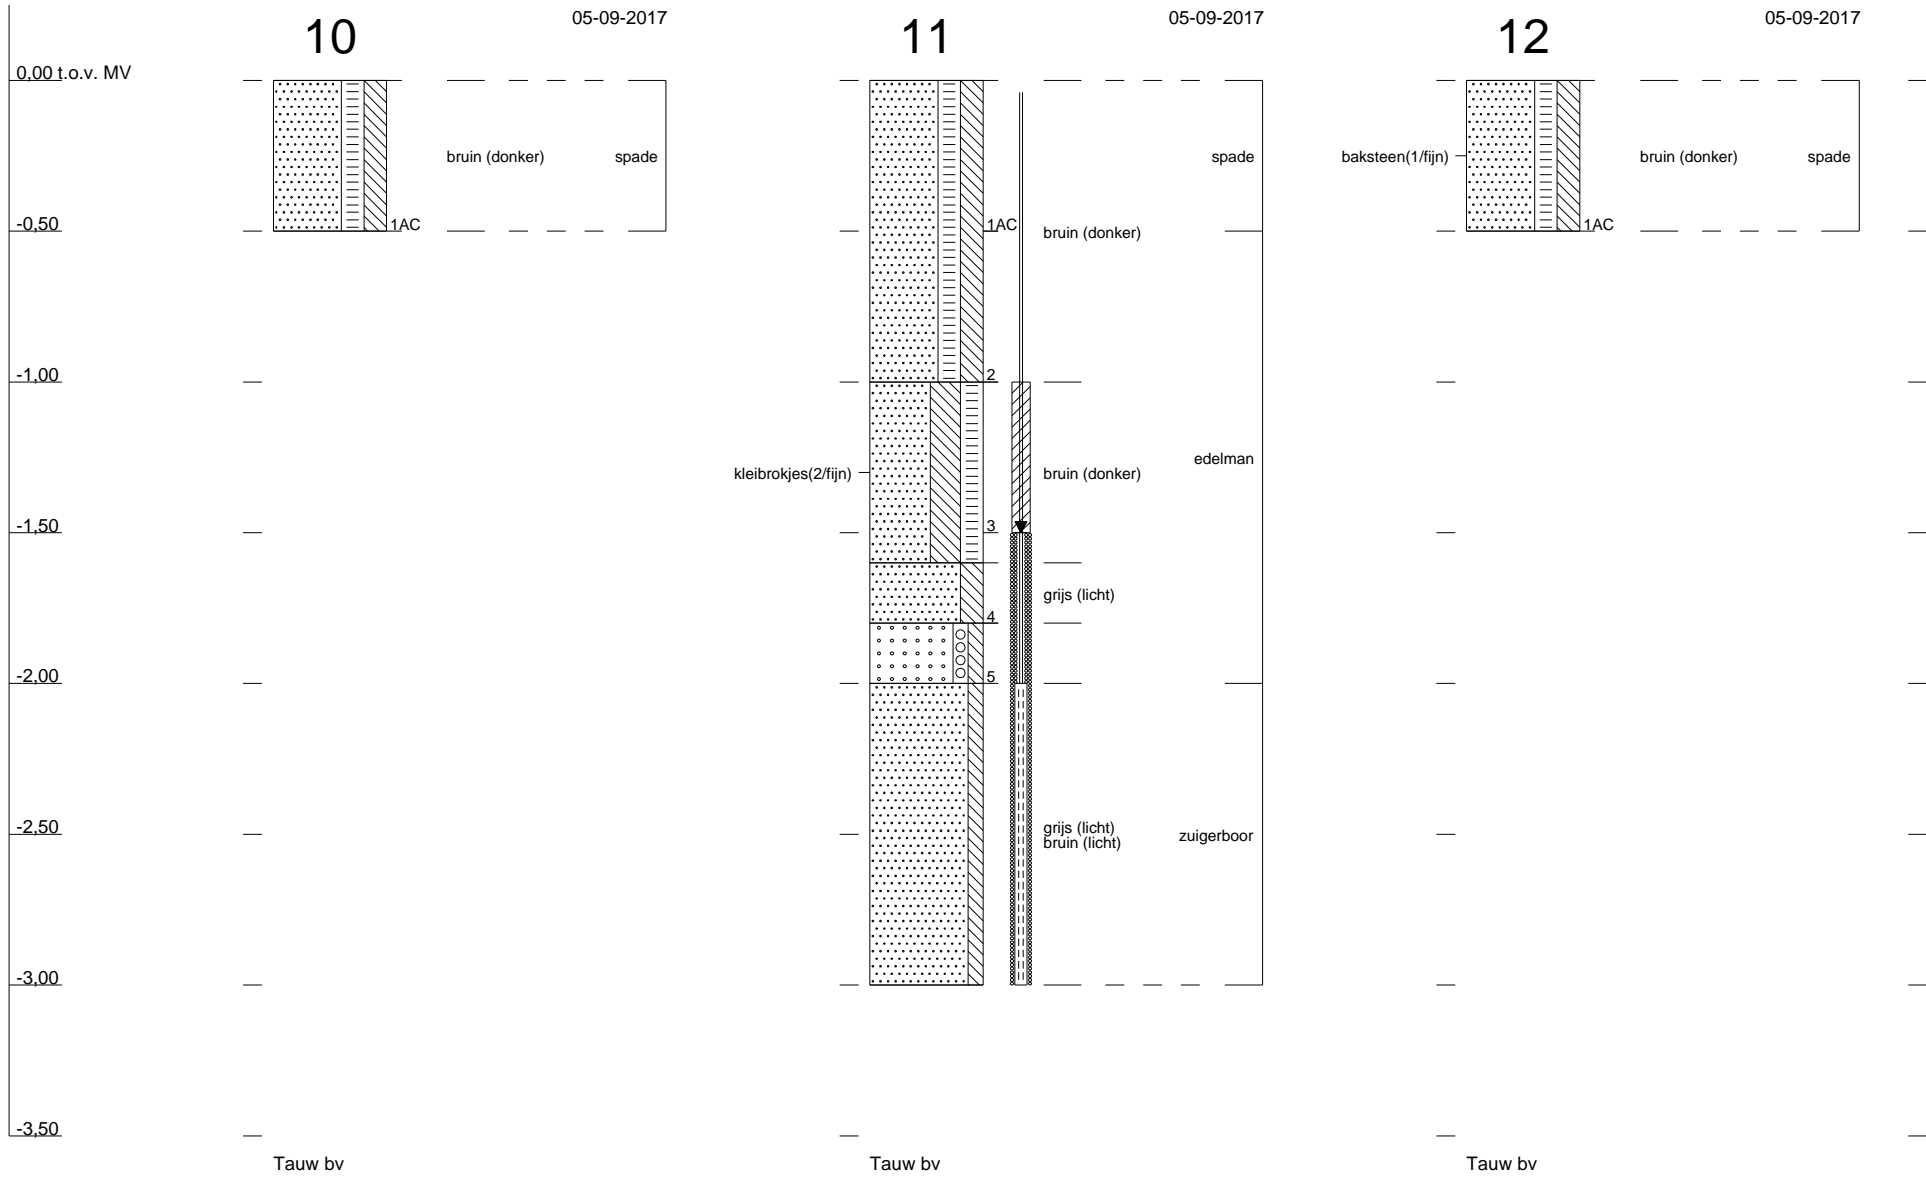 0,00 t.o.v. MV
-0,50
-1,00
-1,50
-2,00
-2,50
-3,00
-3,50
10
05-09-2017
bruin (donker)
spade
1AC
Tauw bv
11
05-09-2017
spade
1AC
bruin (donker)
2
edelman
kleibrokjes(2/fijn)
bruin (donker)
3
grijs (licht)
4
5
grijs (licht)
bruin (licht)
zuigerboor
Tauw bv
12
05-09-2017
baksteen(1/fijn)
bruin (donker)
spade
1AC
Tauw bv